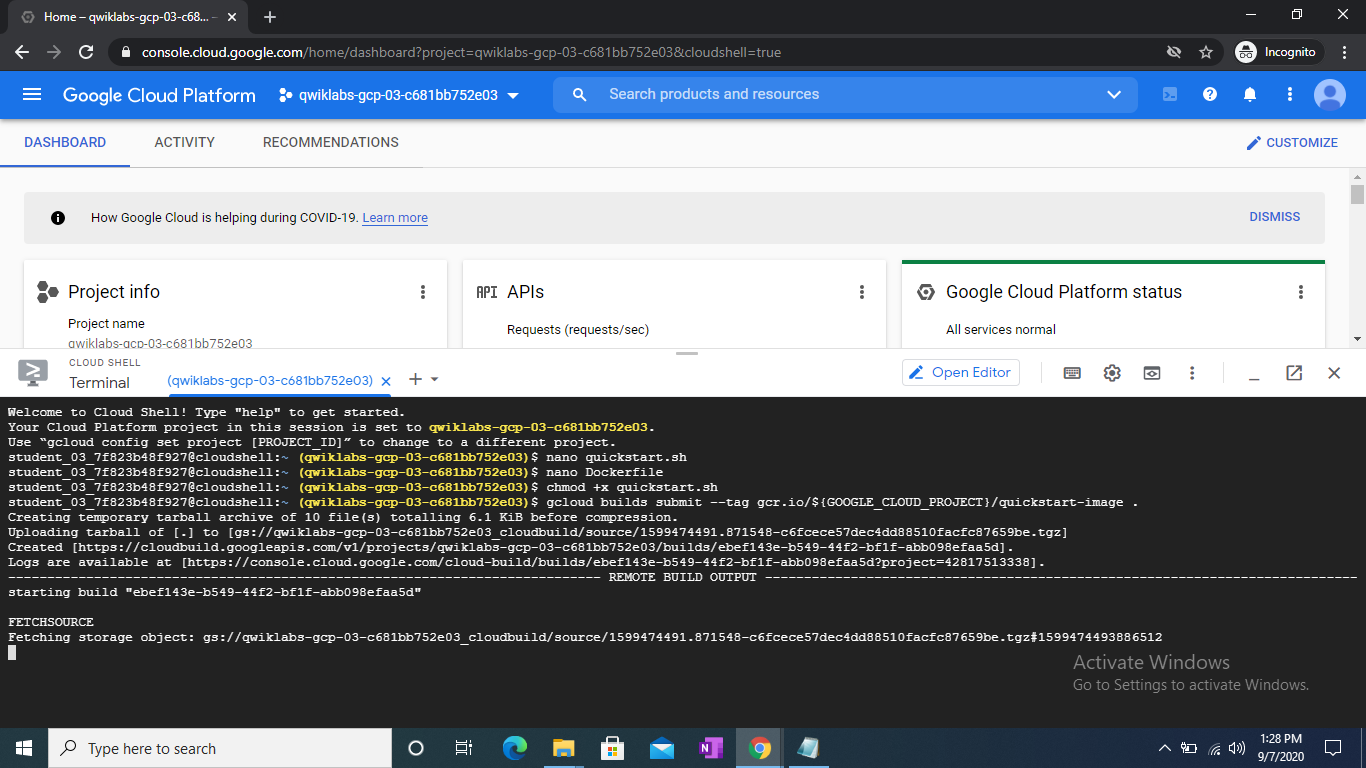 Home – qwiklabs-gcp-03-c68... -
console.cloud.google.com/home/dashboard?project=qwiklabs-gcp-03-c681bb752e03&cloudshell=true
Incognito
Google Cloud Platform
qwiklabs-gcp-03-c681bb752e03
Search products and resources
DASHBOARD
ACTIVITY
RECOMMENDATIONS
CUSTOMIZE
How Google Cloud is helping during COVID-19. Learn more
DISMISS
Project info
Project name
qwiklabs-gcp-03-c681bb752e03
API APIs
Requests (requests/sec)
Google Cloud Platform status
All services normal
CLOUD SHELL
Terminal
(qwiklabs-gcp-03-c681bb752e03)
Open Editor
Welcome to Cloud Shell! Type "help" to get started.
Your Cloud Platform project in this session is set to qwiklabs-gcp-03-c681bb752e03.
Use “gcloud config set project [PROJECT_ID]” to change to a different project.
student_03_7f823b48f927@cloudshell:~ (qwiklabs-gcp-03-c681bb752e03)$ nano quickstart.sh
student_03_7f823b48f927@cloudshell:~ (qwiklabs-gcp-03-c681bb752e03)$ nano Dockerfile
student_03_7f823b48f927@cloudshell:~ (qwiklabs-gcp-03-c681bb752e03)$ chmod +x quickstart.sh
student_03_7f823b48f927@cloudshell:~ (qwiklabs-gcp-03-c681bb752e03)$ gcloud builds submit --tag gcr.io/${GOOGLE_CLOUD_PROJECT}/quickstart-image .
Creating temporary tarball archive of 10 file(s) totalling 6.1 KiB before compression.
Uploading tarball of [.] to [gs://qwiklabs-gcp-03-c681bb752e03_cloudbuild/source/1599474491.871548-c6fcece57dec4dd88510facfc87659be.tgz]
Created [https://cloudbuild.googleapis.com/v1/projects/qwiklabs-gcp-03-c681bb752e03/builds/ebef143e-b549-44f2-bf1f-abb098efaa5d].
Logs are available at [https://console.cloud.google.com/cloud-build/builds/ebef143e-b549-44f2-bf1f-abb098efaa5d?project=42817513338].
---------------------------------------------------------------------------- REMOTE BUILD OUTPUT ----------------------------------------------------------------------------
starting build "ebef143e-b549-44f2-bf1f-abb098efaa5d"
FETCHSOURCE
Fetching storage object: gs://qwiklabs-gcp-03-c681bb752e03_cloudbuild/source/1599474491.871548-c6fcece57dec4dd88510facfc87659be.tgz#1599474493886512
Activate Windows
Go to Settings to activate Windows.
Type here to search
1:28 PM
9/7/2020